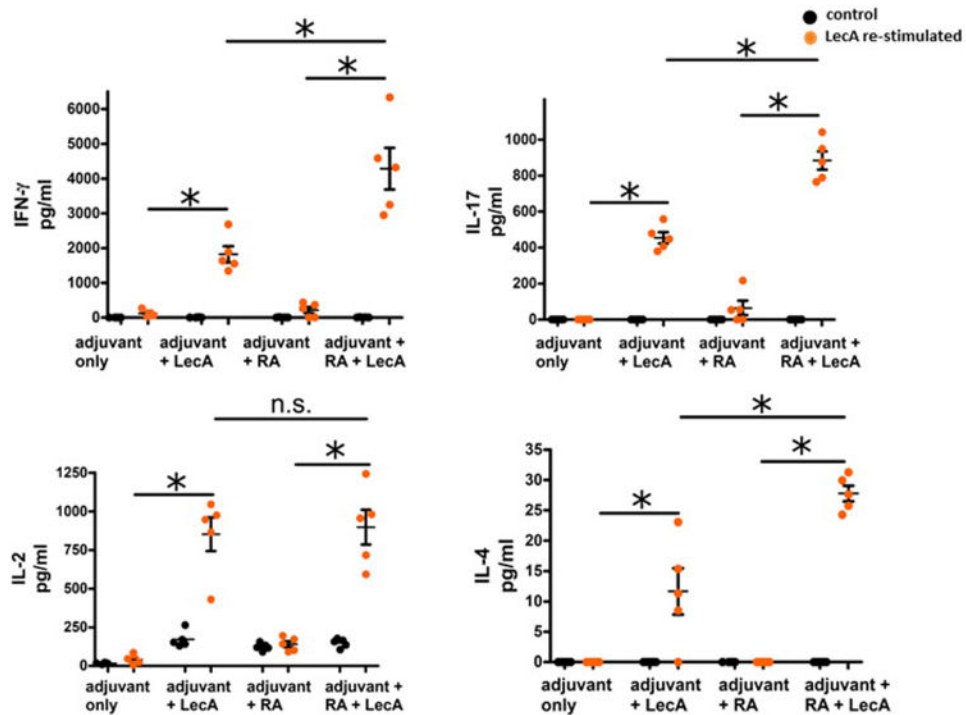 control
LecA re-stimulated
*
*
*
IFN-γ
pg/ml
6000
5000
4000
3000
2000
1000
0
adjuvant only
adjuvant + LecA
adjuvant + RA
adjuvant + RA + LecA
*
*
*
IL-17
pg/ml
1000
800
600
400
200
0
adjuvant only
adjuvant + LecA
adjuvant + RA
adjuvant + RA + LecA
n.s.
*
*
IL-2
pg/ml
1250
1000
750
500
250
0
adjuvant only
adjuvant + LecA
adjuvant + RA
adjuvant + RA + LecA
*
*
*
IL-4
pg/ml
35
30
25
20
15
10
5
0
adjuvant only
adjuvant + LecA
adjuvant + RA
adjuvant + RA + LecA